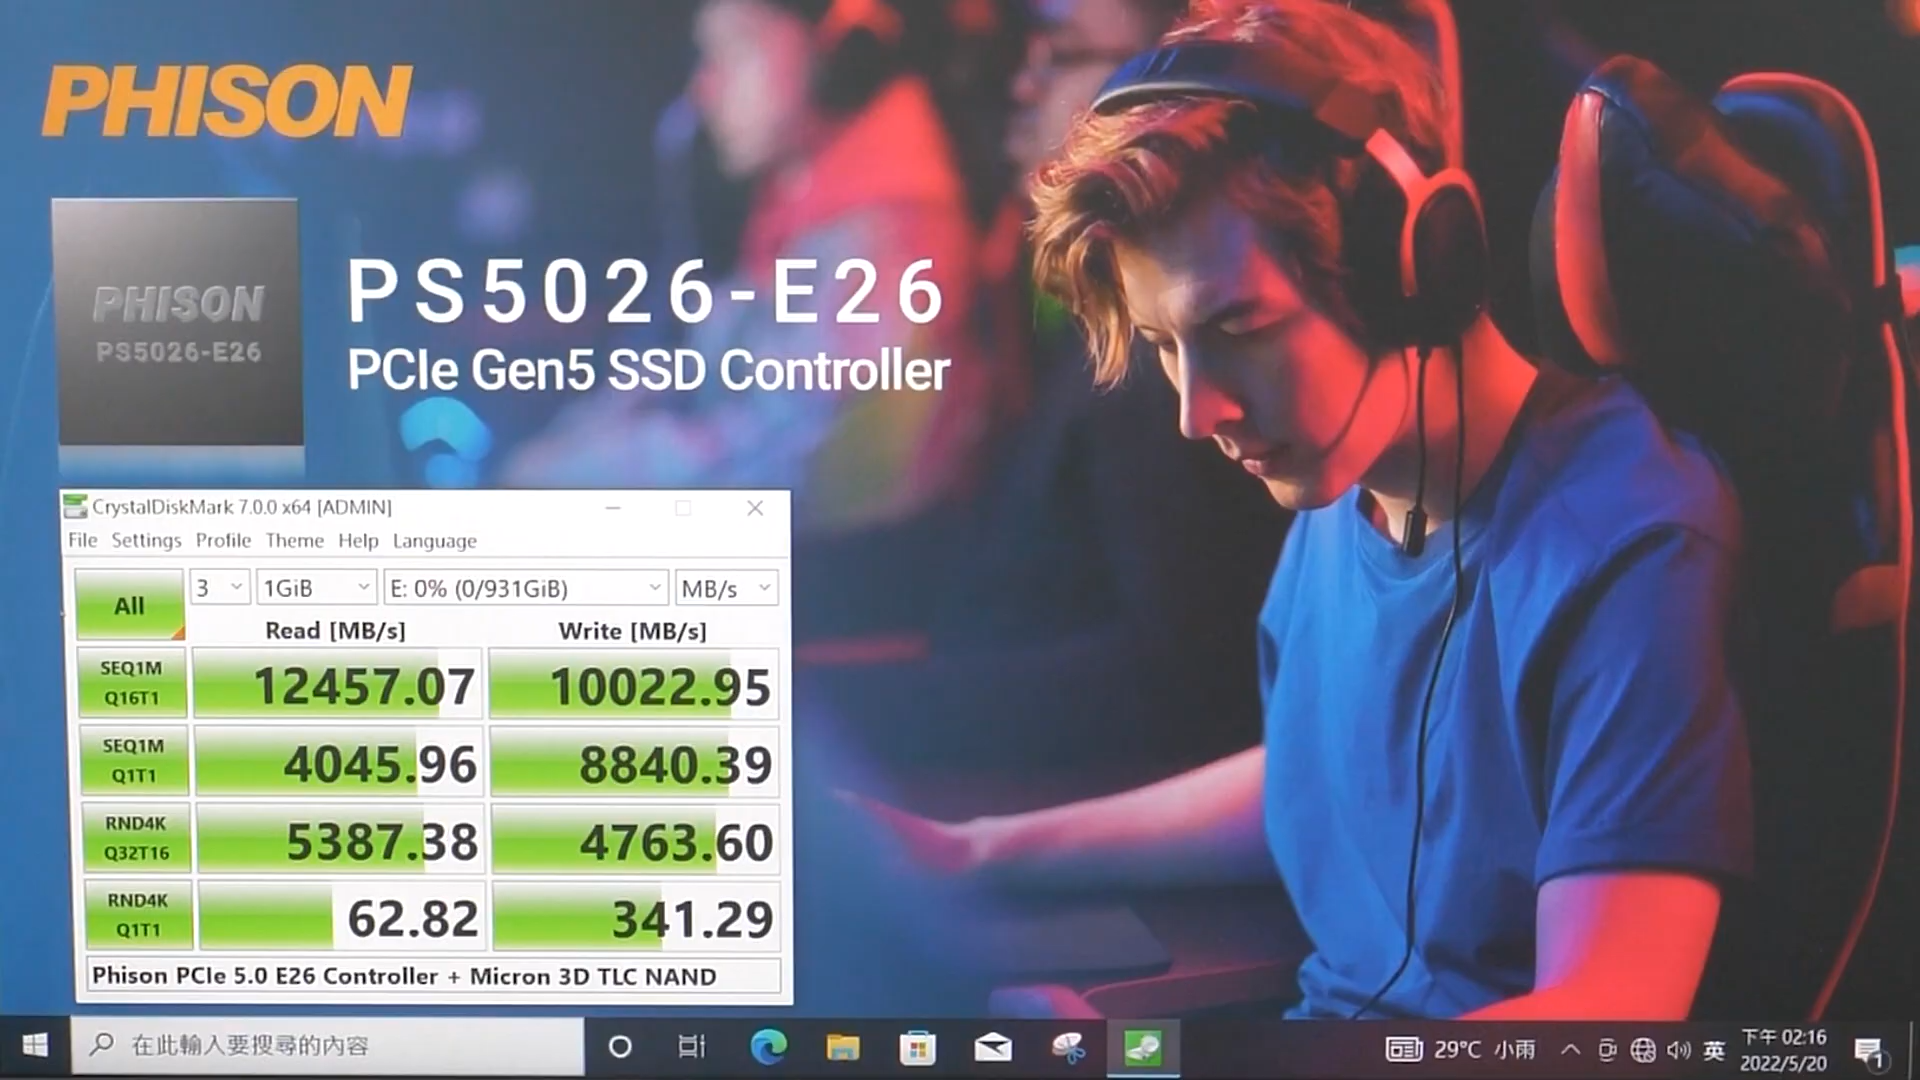 PHISON
PHISON
PS5026-E26
PS5026-E26
PCIe Gen5 SSD Controller
CrystalDiskMark 7.0.0 x64 [ADMIN]
File Settings Profile Theme Help Language
All 3 1GiB E: 0% (0/931GiB) MB/s
Read [MB/s] Write [MB/s]
SEQ1M
Q16T1 12457.07 10022.95
SEQ1M
Q1T1 4045.96 8840.39
RND4K
Q32T16 5387.38 4763.60
RND4K
Q1T1 62.82 341.29
Phison PCIe 5.0 E26 Controller + Micron 3D TLC NAND
在此輸入要搜尋的內容
29°C 小雨 英 下午 02:16
2022/5/20 1